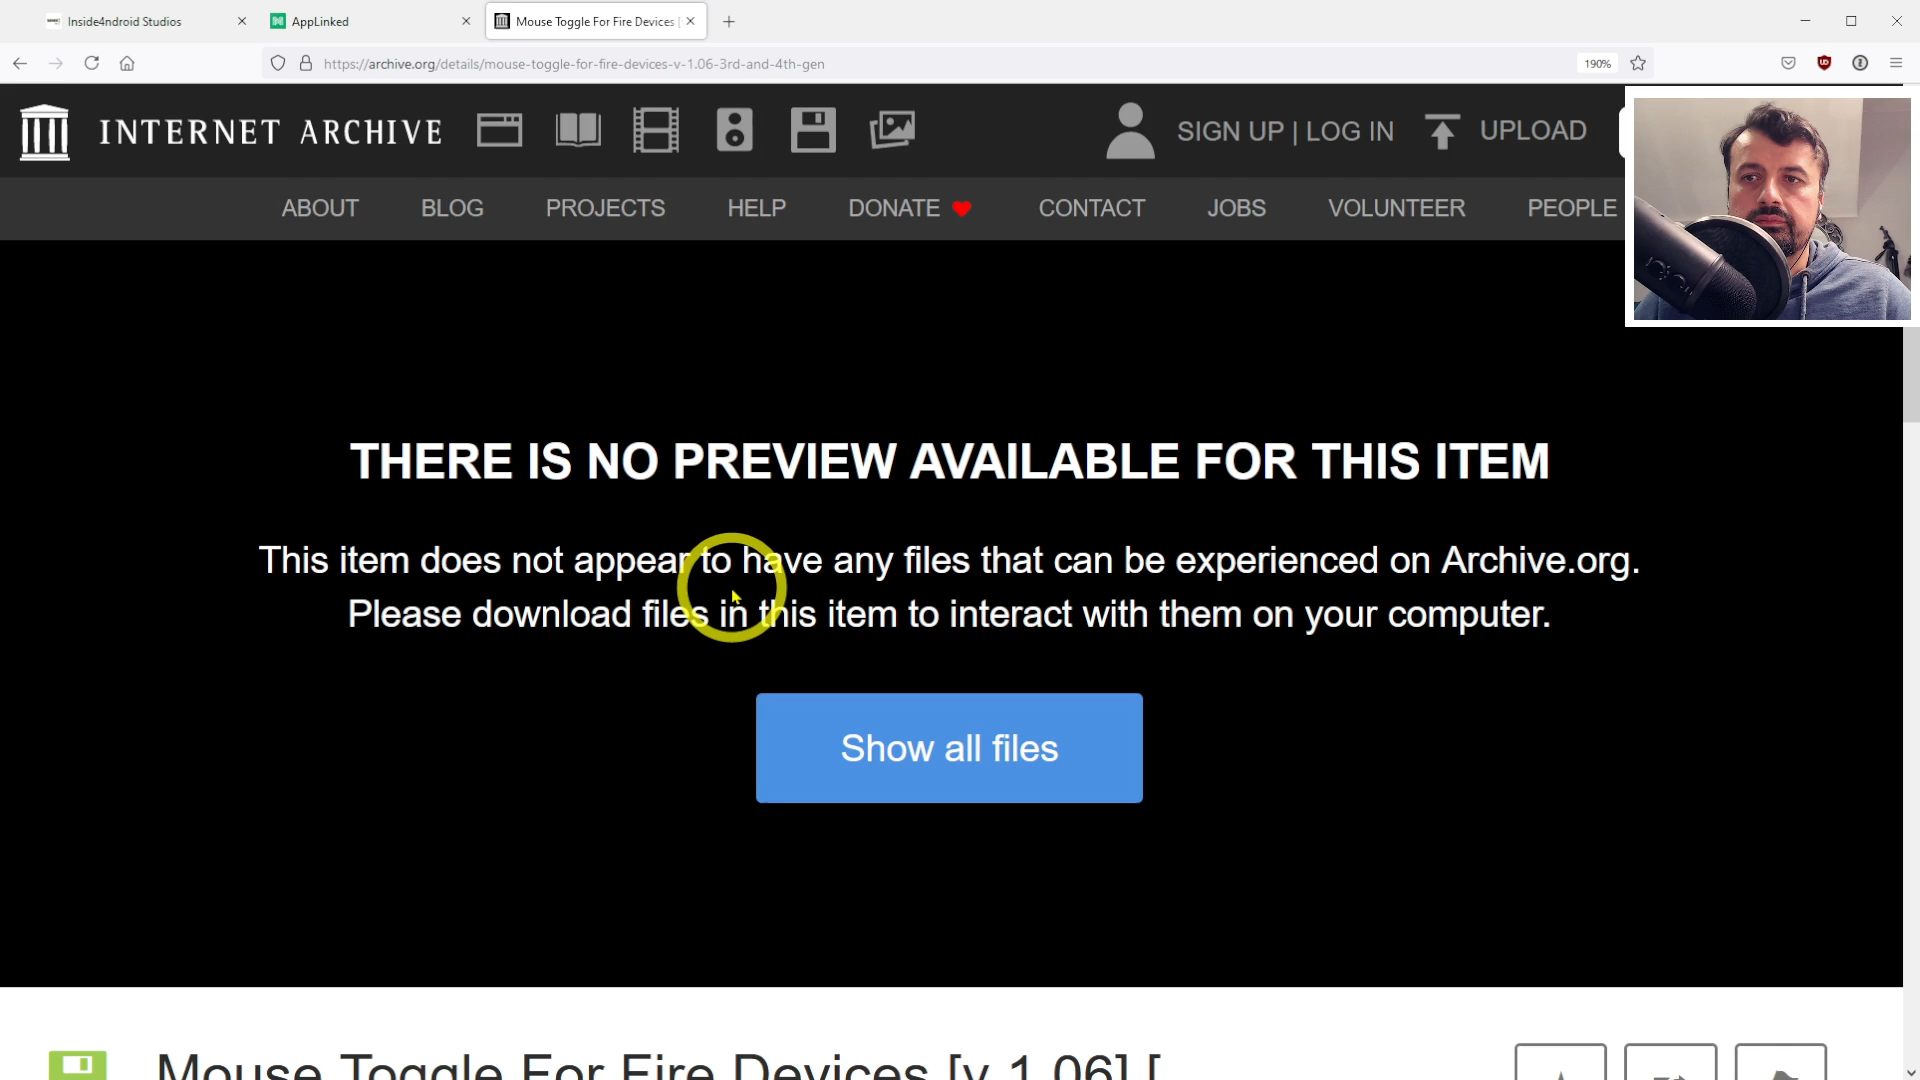 Inside4ndroid Studios
AppLinked
Mouse Toggle For Fire Devices [
https://archive.org/details/mouse-toggle-for-fire-devices-v-1.06-3rd-and-4th-gen
190%
INTERNET ARCHIVE
SIGN UP | LOG IN
UPLOAD
ABOUT
BLOG
PROJECTS
HELP
DONATE
CONTACT
JOBS
VOLUNTEER
PEOPLE
THERE IS NO PREVIEW AVAILABLE FOR THIS ITEM
This item does not appear to have any files that can be experienced on Archive.org.
Please download files in this item to interact with them on your computer.
Show all files
Mouse Toggle For Fire Devices [v 1.06] [